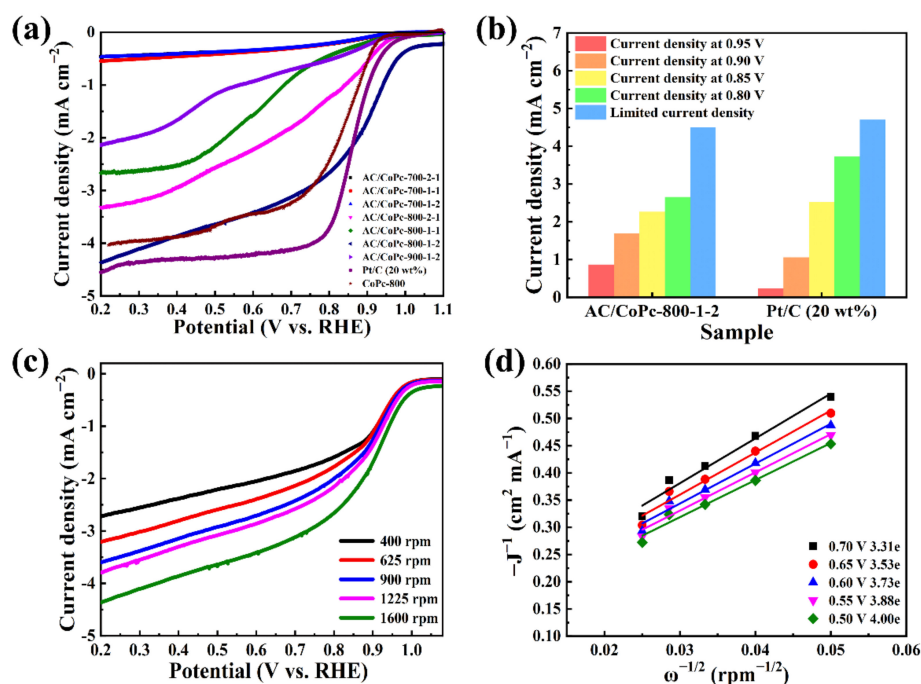 (a)
Current density (mA cm⁻²)
0
-1
-2
-3
-4
-5
0.2 0.3 0.4 0.5 0.6 0.7 0.8 0.9 1.0 1.1
Potential (V vs. RHE)
AC/CoPc-700-2-1
AC/CoPc-700-1-1
AC/CoPc-700-1-2
AC/CoPc-800-2-1
AC/CoPc-800-1-1
AC/CoPc-800-1-2
AC/CoPc-900-1-2
Pt/C (20 wt%)
CoPc-800
(b)
Current density (mA cm⁻²)
7
6
5
4
3
2
1
0
Current density at 0.95 V
Current density at 0.90 V
Current density at 0.85 V
Current density at 0.80 V
Limited current density
AC/CoPc-800-1-2 Pt/C (20 wt%)
Sample
(c)
Current density (mA cm⁻²)
0
-1
-2
-3
-4
-5
0.2 0.3 0.4 0.5 0.6 0.7 0.8 0.9 1.0
Potential (V vs. RHE)
400 rpm
625 rpm
900 rpm
1225 rpm
1600 rpm
(d)
−J⁻¹ (cm² mA⁻¹)
0.60
0.55
0.50
0.45
0.40
0.35
0.30
0.25
0.20
0.15
0.10
0.02 0.03 0.04 0.05 0.06
ω⁻¹/² (rpm⁻¹/²)
0.70 V 3.31e
0.65 V 3.53e
0.60 V 3.73e
0.55 V 3.88e
0.50 V 4.00e